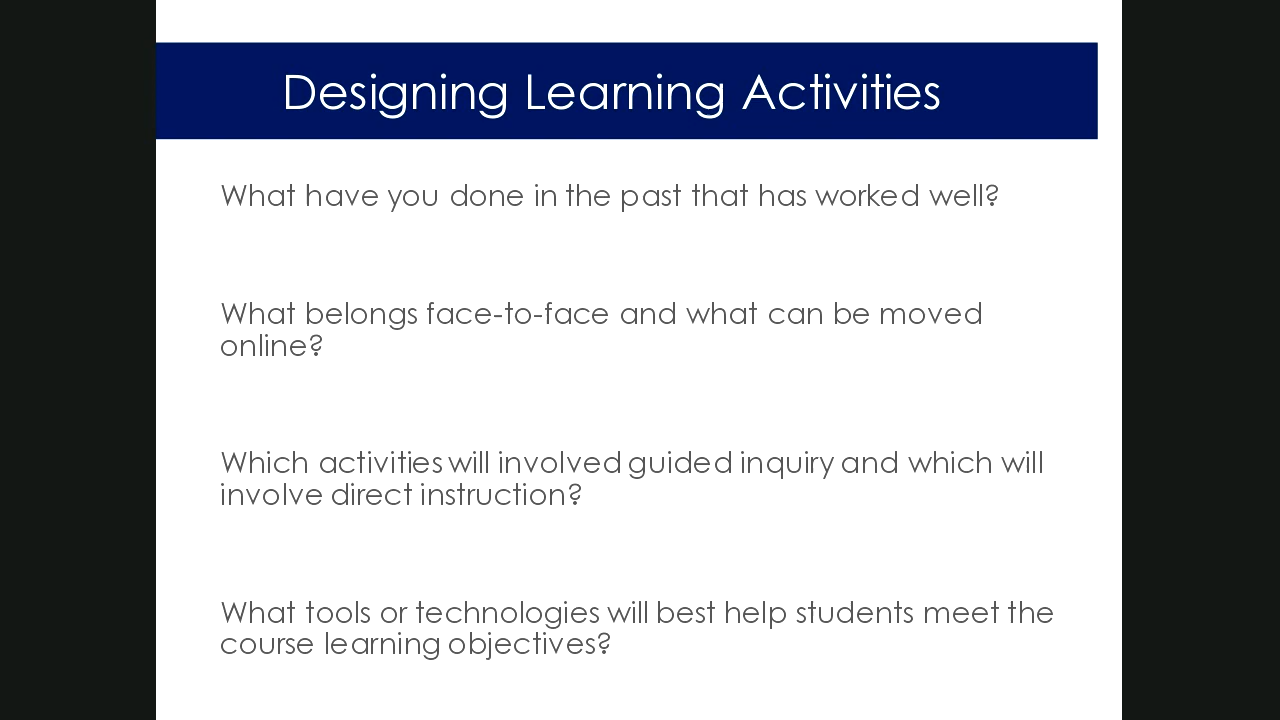 Designing Learning Activities
What have you done in the past that has worked well?
What belongs face-to-face and what can be moved
online?
Which activities will involved guided inquiry and which will
involve direct instruction?
What tools or technologies will best help students meet the
course learning objectives?